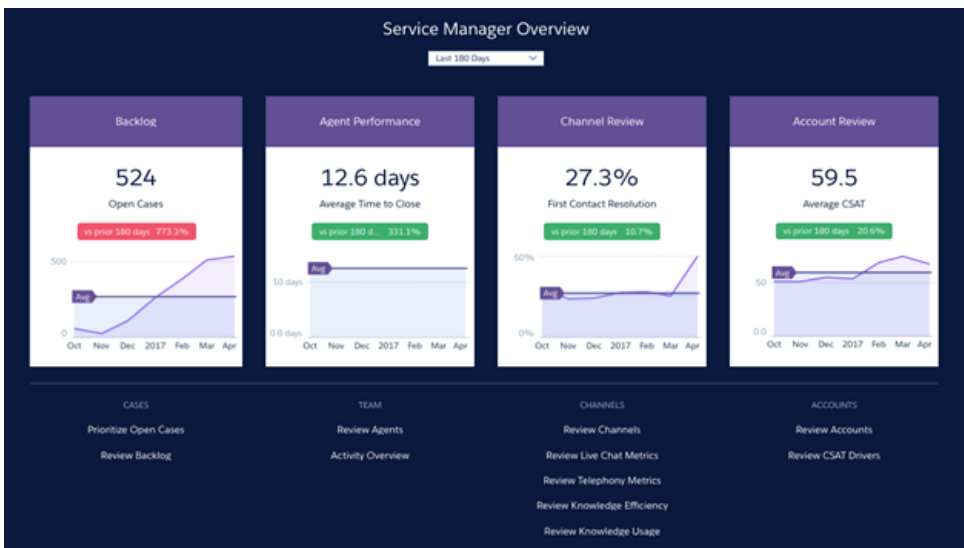 Service Manager Overview
Last 180 Days
Backlog
524
Open Cases
vs prior 180 days 773.3%
500
Avg
0
Oct Nov Dec 2017 Feb Mar Apr
Agent Performance
12.6 days
Average Time to Close
vs prior 180 d... 331.1%
Avg
10 days
0.0 days
Oct Nov Dec 2017 Feb Mar Apr
Channel Review
27.3%
First Contact Resolution
vs prior 180 days 10.7%
50%
Avg
0%
Oct Nov Dec 2017 Feb Mar Apr
Account Review
59.5
Average CSAT
vs prior 180 days 20.6%
Avg
50
0.0
Oct Nov Dec 2017 Feb Mar Apr
CASES
Prioritize Open Cases
Review Backlog
TEAM
Review Agents
Activity Overview
CHANNELS
Review Channels
Review Live Chat Metrics
Review Telephony Metrics
Review Knowledge Efficiency
Review Knowledge Usage
ACCOUNTS
Review Accounts
Review CSAT Drivers